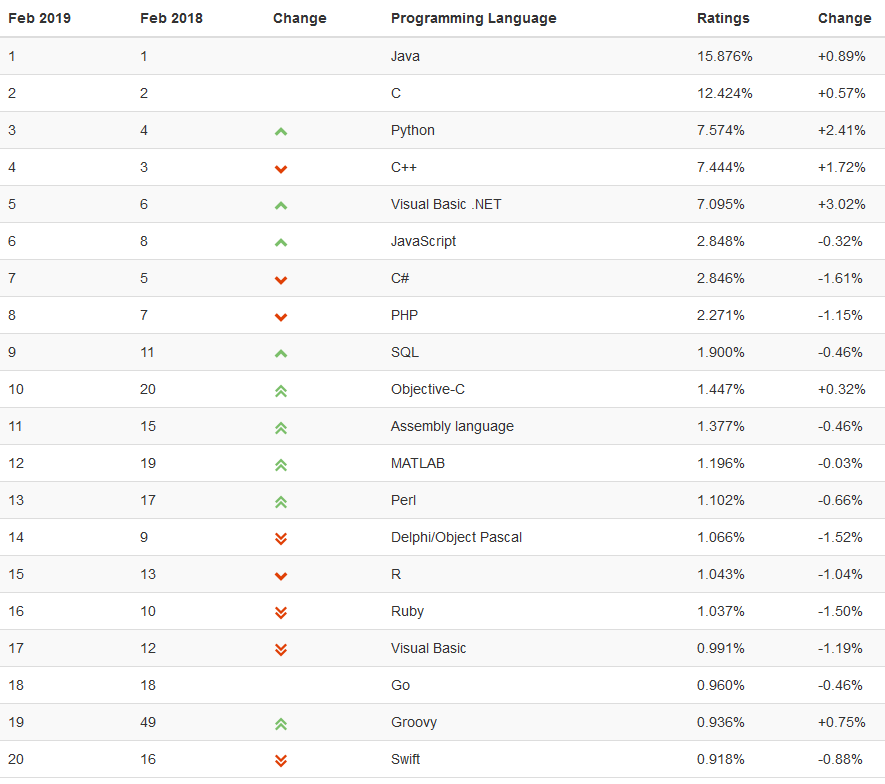 Feb 2019 Feb 2018 Change Programming Language Ratings Change
1 1 Java 15.876% +0.89%
2 2 C 12.424% +0.57%
3 4 Python 7.574% +2.41%
4 3 C++ 7.444% +1.72%
5 6 Visual Basic .NET 7.095% +3.02%
6 8 JavaScript 2.848% -0.32%
7 5 C# 2.846% -1.61%
8 7 PHP 2.271% -1.15%
9 11 SQL 1.900% -0.46%
10 20 Objective-C 1.447% +0.32%
11 15 Assembly language 1.377% -0.46%
12 19 MATLAB 1.196% -0.03%
13 17 Perl 1.102% -0.66%
14 9 Delphi/Object Pascal 1.066% -1.52%
15 13 R 1.043% -1.04%
16 10 Ruby 1.037% -1.50%
17 12 Visual Basic 0.991% -1.19%
18 18 Go 0.960% -0.46%
19 49 Groovy 0.936% +0.75%
20 16 Swift 0.918% -0.88%